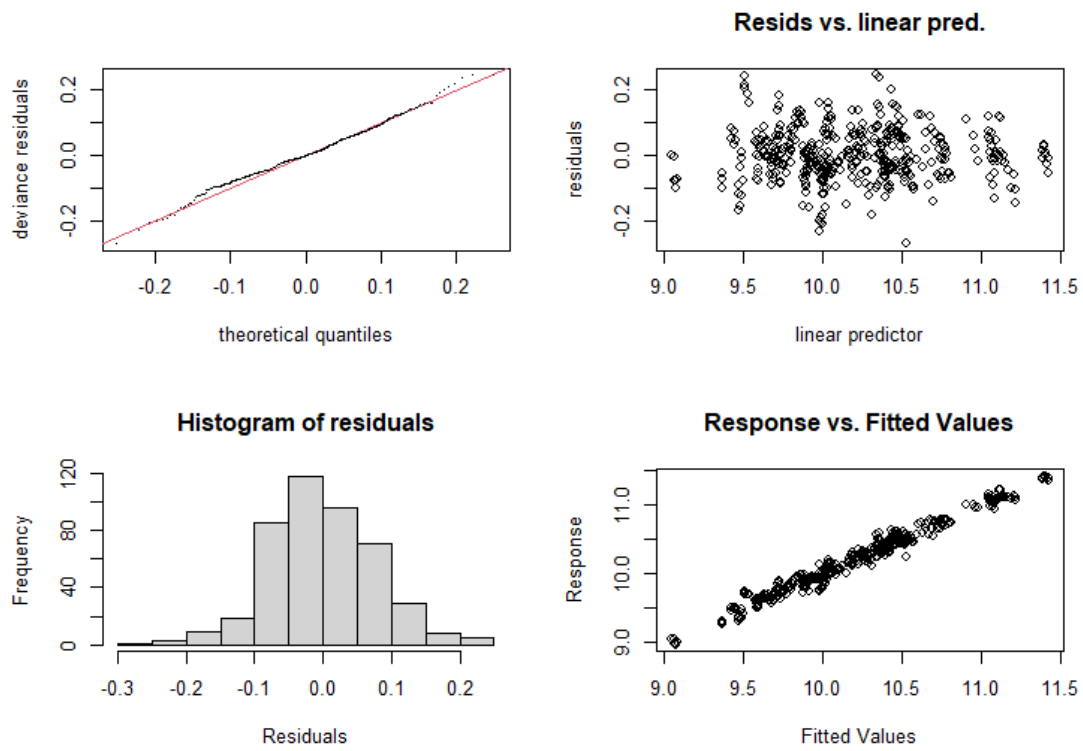 deviance residuals
0.2
0.0
-0.2
-0.2 -0.1 0.0 0.1 0.2
theoretical quantiles
Resids vs. linear pred.
residuals
0.2
0.0
-0.2
9.0 9.5 10.0 10.5 11.0 11.5
linear predictor
Histogram of residuals
Frequency
120
80
40
0
-0.3 -0.2 -0.1 0.0 0.1 0.2
Residuals
Response vs. Fitted Values
Response
11.0
10.0
9.0
9.0 9.5 10.0 10.5 11.0 11.5
Fitted Values